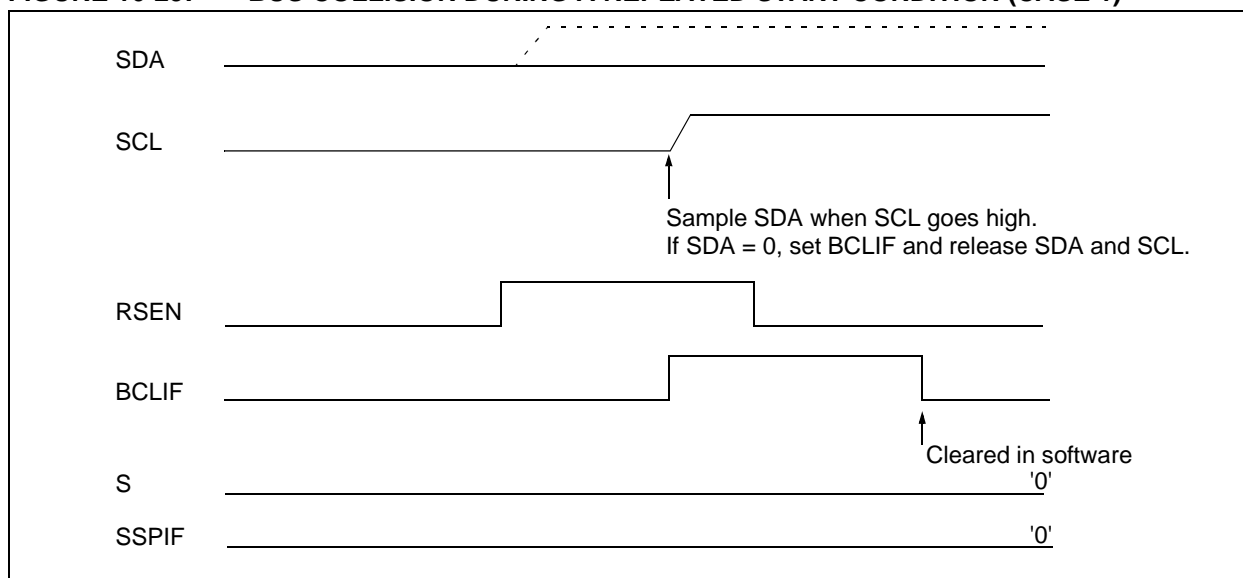 SDA
SCL
Sample SDA when SCL goes high.
If SDA = 0, set BCLIF and release SDA and SCL.
RSEN
BCLIF
Cleared in software
S
'0'
SSPIF
'0'